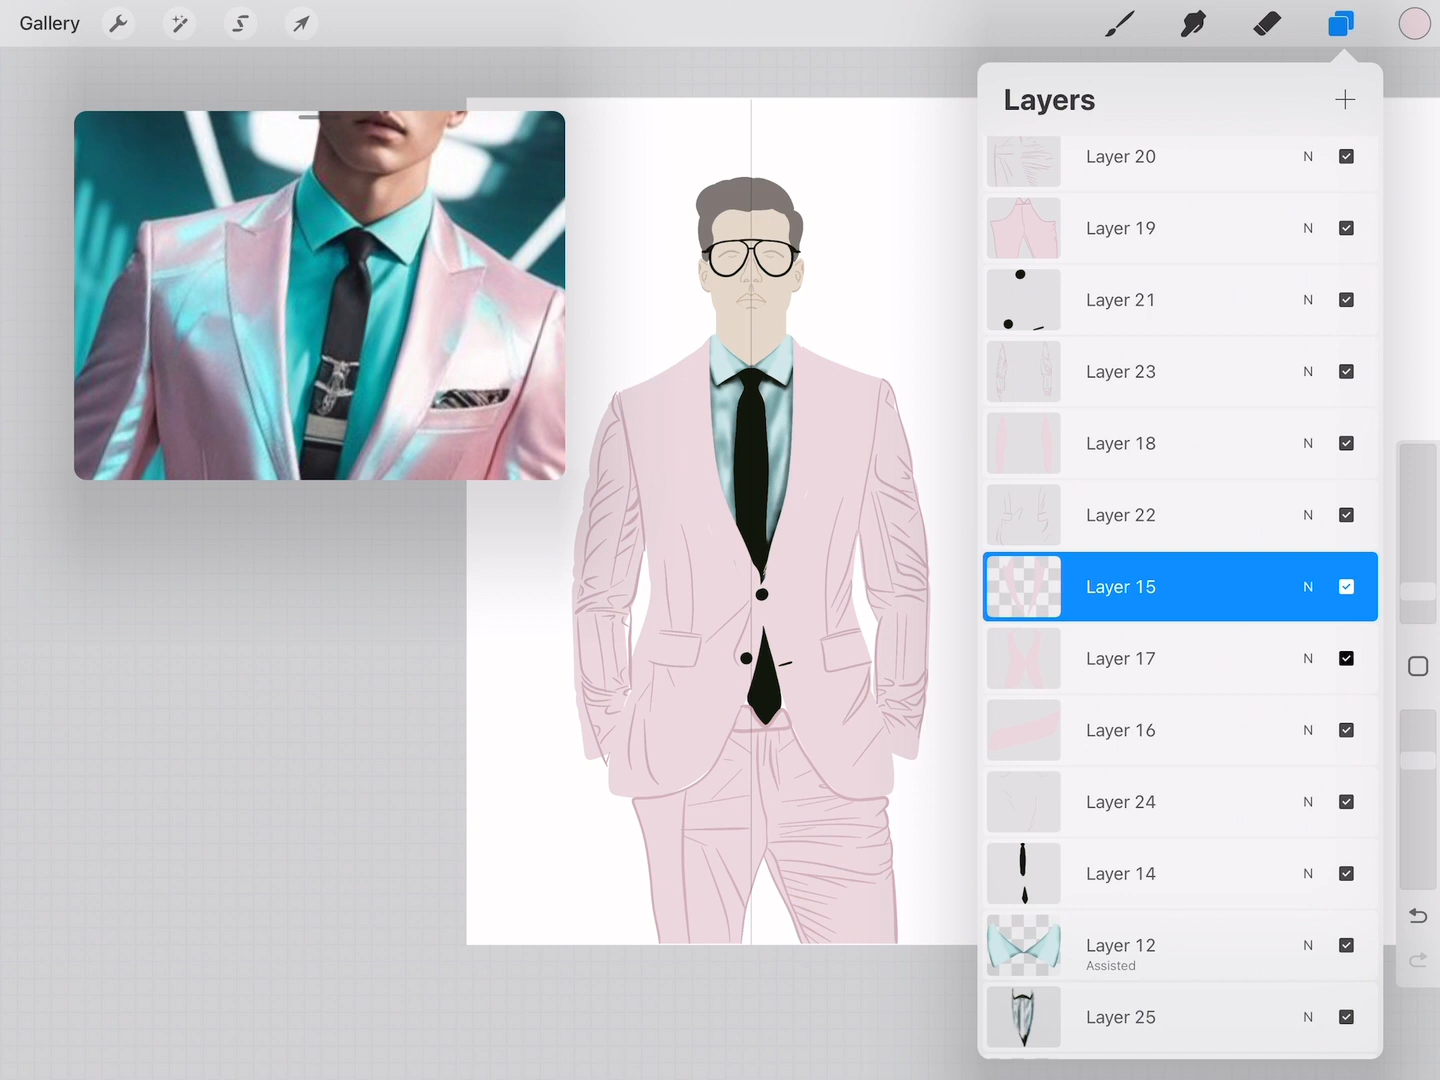 Gallery
Layers
Layer 20 N
Layer 19 N
Layer 21 N
Layer 23 N
Layer 18 N
Layer 22 N
Layer 15 N
Layer 17 N
Layer 16 N
Layer 24 N
Layer 14 N
Layer 12 N
Assisted
Layer 25 N